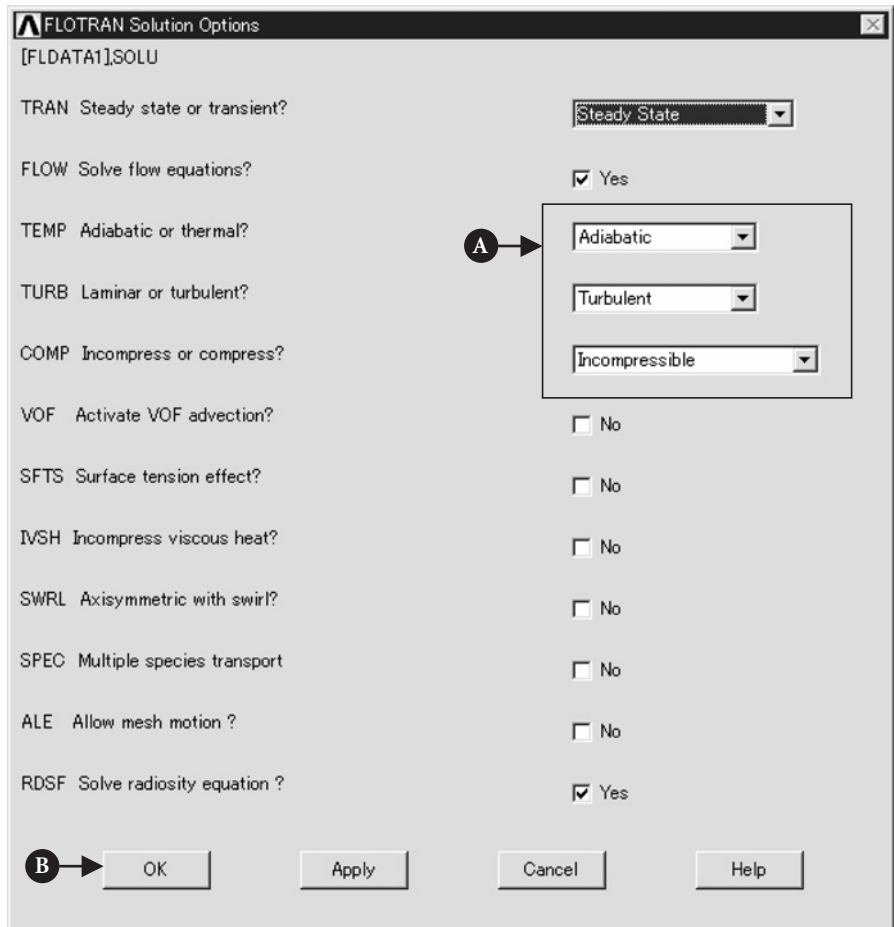 FLOTRAN Solution Options
[FLDATA1],SOLU
TRAN Steady state or transient? Steady State
FLOW Solve flow equations? Yes
TEMP Adiabatic or thermal? A Adiabatic
TURB Laminar or turbulent? Turbulent
COMP Incompress or compress? Incompressible
VOF Activate VOF advection? No
SFTS Surface tension effect? No
IVSH Incompress viscous heat? No
SWRL Axisymmetric with swirl? No
SPEC Multiple species transport No
ALE Allow mesh motion ? No
RDSF Solve radiosity equation ? Yes
B OK Apply Cancel Help